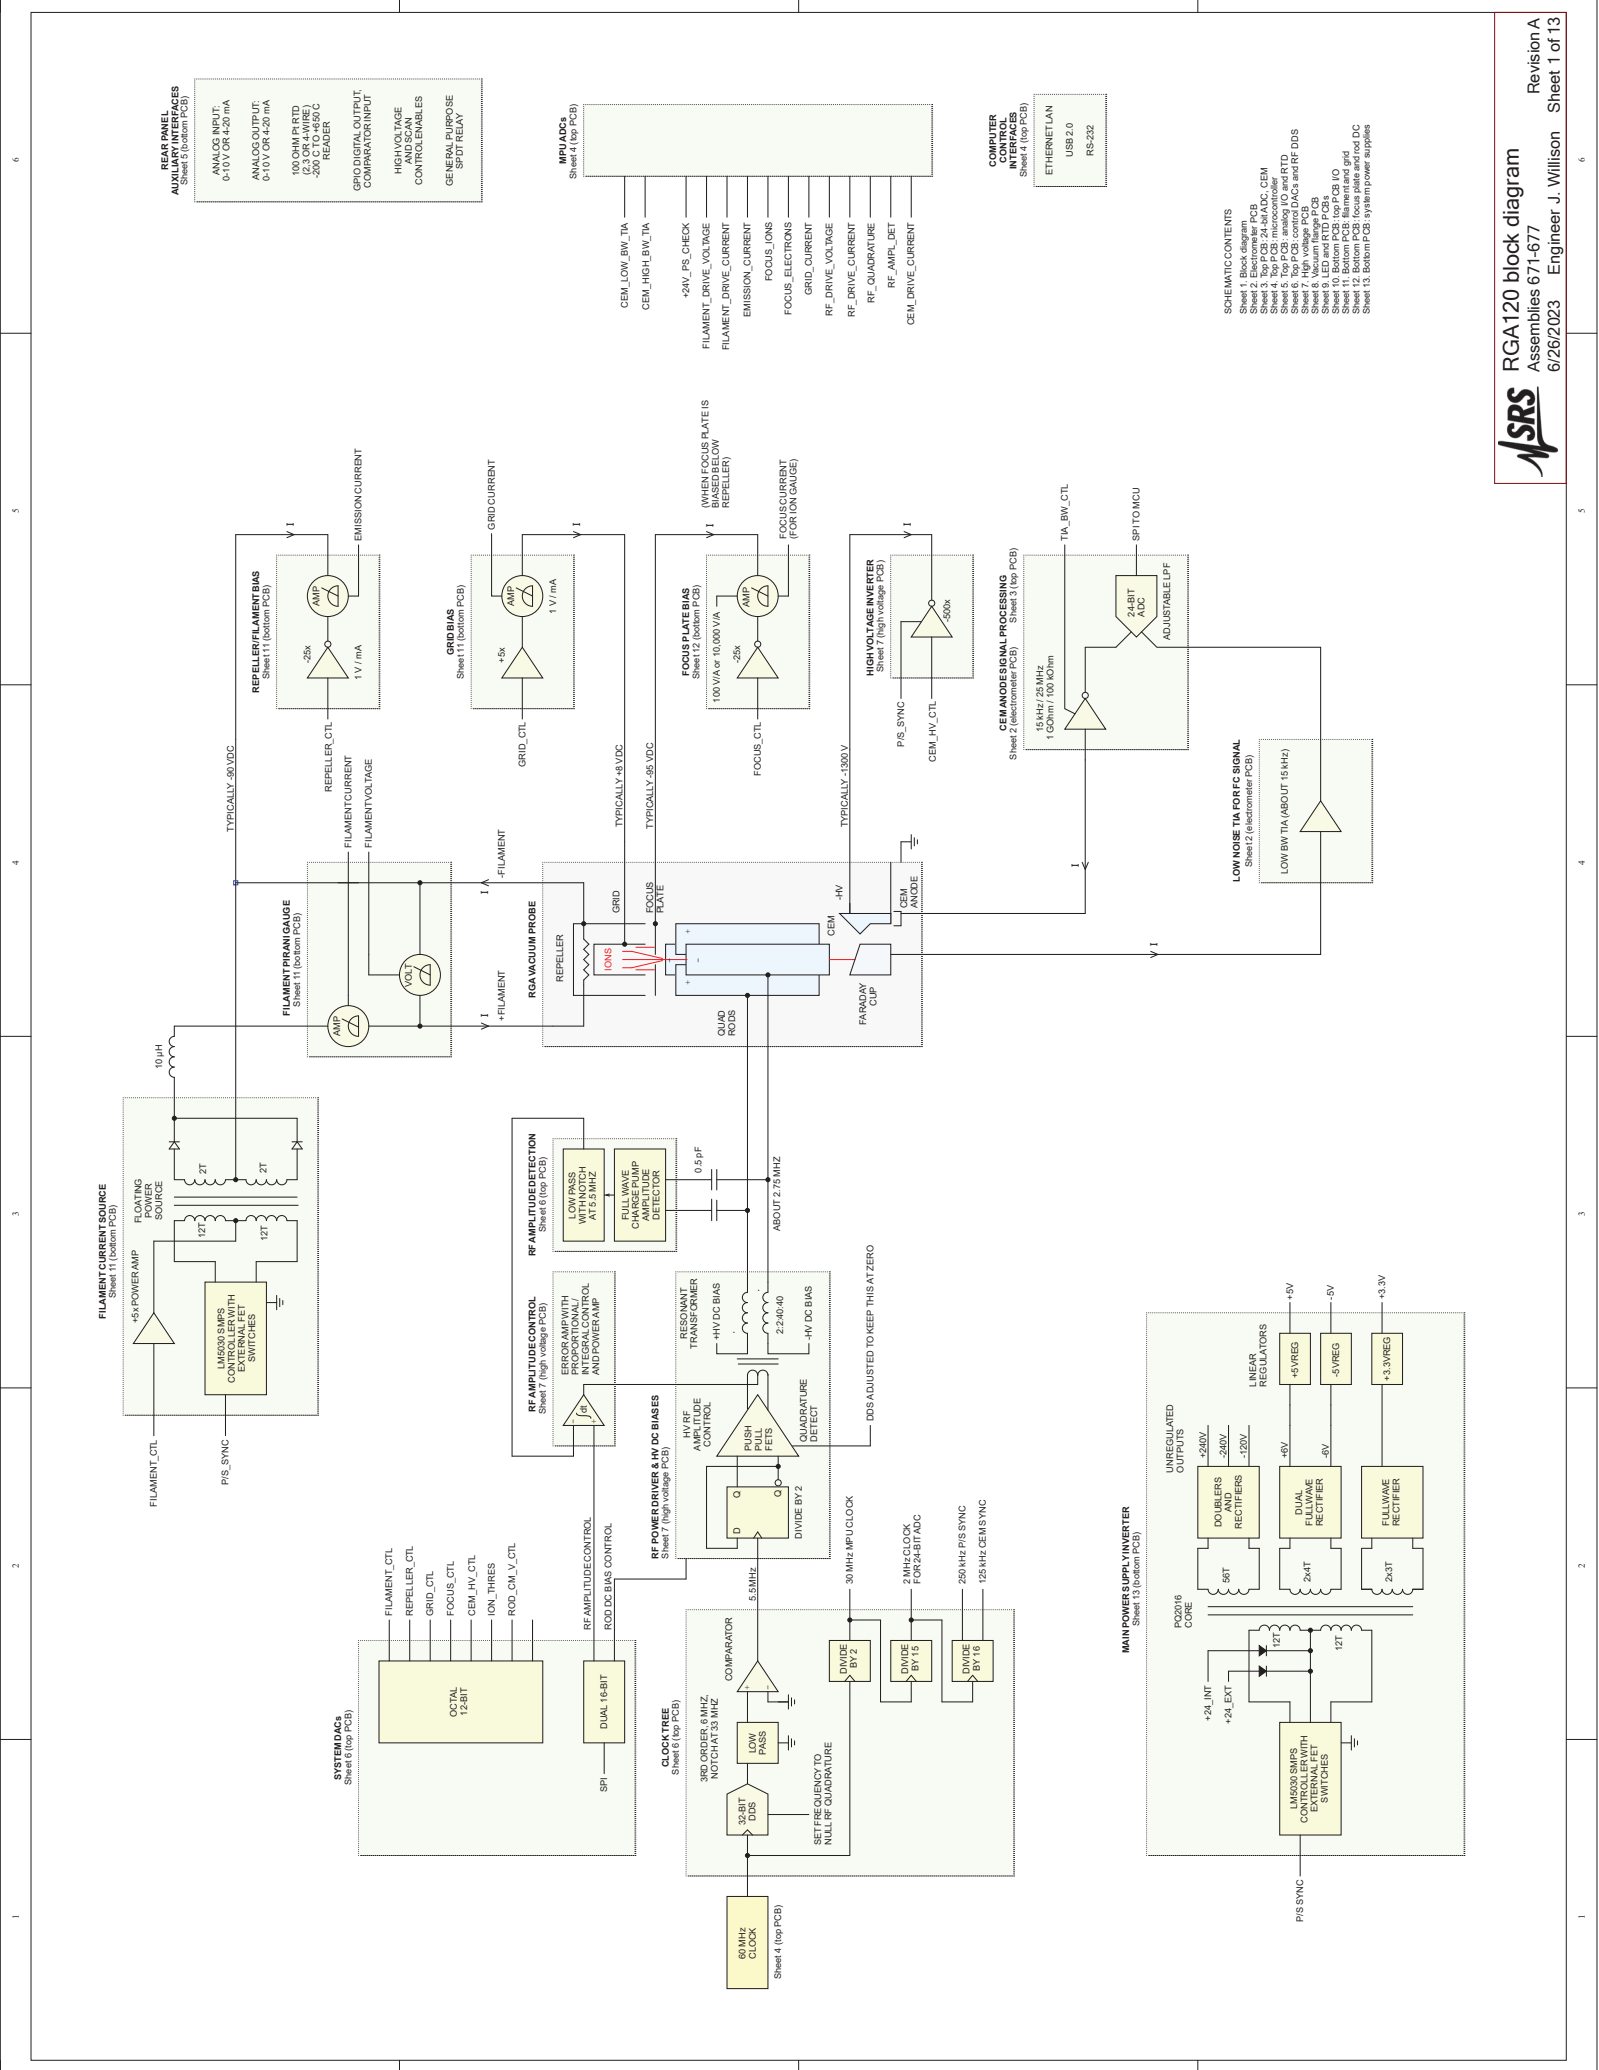 FILAMENT CURRENT SOURCE
Sheet 11 (bottom PCB)
FILAMENT_CTL
P/S_SYNC
+5x POWER AMP
LM5030 SMPS
CONTROLLER WITH
EXTERNAL FET
SWITCHES
FLOATING
POWER
SOURCE
12T
12T
2T
2T
10 µH
FILAMENT PIRANI GAUGE
Sheet 11 (bottom PCB)
AMP
VOLT
FILAMENT CURRENT
FILAMENT VOLTAGE
+FILAMENT
I
-FILAMENT
I
TYPICALLY -90 VDC
REPELLER/FILAMENT BIAS
Sheet 11 (bottom PCB)
REPELLER_CTL
-25x
1 V / mA
AMP
I
EMISSION CURRENT
GRID BIAS
Sheet 11 (bottom PCB)
GRID_CTL
+5x
AMP
1 V / mA
GRID CURRENT
I
FOCUS PLATE BIAS
Sheet 12 (bottom PCB)
FOCUS_CTL
100 V/A or 10,000 V/A
-25x
AMP
I
(WHEN FOCUS PLATE IS
BIASED BELOW
REPELLER)
FOCUS CURRENT
(FOR ION GAUGE)
HIGH VOLTAGE INVERTER
Sheet 7 (high voltage PCB)
P/S_SYNC
CEM_HV_CTL
-500x
I
TYPICALLY -1300 V
CEM ANODE SIGNAL PROCESSING
Sheet 2 (electrometer PCB)
Sheet 3 (top PCB)
15 kHz / 25 MHz
1 GOhm / 100 kOhm
24-BIT
ADC
ADJUSTABLE LPF
TIA_BW_CTL
SPI TO MCU
LOW NOISE TIA FOR FC SIGNAL
Sheet 2 (electrometer PCB)
LOW BW TIA (ABOUT 15 kHz)
RGA VACUUM PROBE
REPELLER
IONS
GRID
FOCUS
PLATE
TYPICALLY +8 VDC
TYPICALLY -95 VDC
QUAD
RODS
+
+
-
+
FARADAY
CUP
CEM
-HV
CEM
ANODE
I
I
REAR PANEL
AUXILIARY INTERFACES
Sheet 5 (bottom PCB)
ANALOG INPUT:
0-10 V OR 4-20 mA
ANALOG OUTPUT:
0-10 V OR 4-20 mA
100 OHM Pt RTD
(2,3 OR 4-WIRE)
-200 C TO +650 C
READER
GPIO DIGITAL OUTPUT,
COMPARATOR INPUT
HIGH VOLTAGE
AND SCAN
CONTROL ENABLES
GENERAL PURPOSE
SPDT RELAY
MPU ADCs
Sheet 4 (top PCB)
CEM_LOW_BW_TIA
CEM_HIGH_BW_TIA
+24V_PS_CHECK
FILAMENT_DRIVE_VOLTAGE
FILAMENT_DRIVE_CURRENT
EMISSION_CURRENT
FOCUS_IONS
FOCUS_ELECTRONS
GRID_CURRENT
RF_DRIVE_VOLTAGE
RF_DRIVE_CURRENT
RF_QUADRATURE
RF_AMPL_DET
CEM_DRIVE_CURRENT
COMPUTER
CONTROL
INTERFACES
Sheet 4 (top PCB)
ETHERNET LAN
USB 2.0
RS-232
SYSTEM DACs
Sheet 6 (top PCB)
OCTAL
12-BIT
FILAMENT_CTL
REPELLER_CTL
GRID_CTL
FOCUS_CTL
CEM_HV_CTL
ION_THRES
ROD_CM_V_CTL
SPI
DUAL 16-BIT
RF AMPLITUDE CONTROL
ROD DC BIAS CONTROL
RF AMPLITUDE CONTROL
Sheet 7 (high voltage PCB)
∫dt
-
+
ERROR AMP WITH
PROPORTIONAL /
INTEGRAL CONTROL
AND POWER AMP
RF AMPLITUDE DETECTION
Sheet 6 (top PCB)
LOW PASS
WITH NOTCH
AT 5.5 MHZ
FULL WAVE
CHARGE PUMP
AMPLITUDE
DETECTOR
0.5 pF
ABOUT 2.75 MHZ
RF POWER DRIVER & HV DC BIASES
Sheet 7 (high voltage PCB)
D
Q
Q
DIVIDE BY 2
HV RF
AMPLITUDE
CONTROL
PUSH
PULL
FETS
QUADRATURE
DETECT
RESONANT
TRANSFORMER
+HV DC BIAS
2:2:40:40
-HV DC BIAS
DDS ADJUSTED TO KEEP THIS AT ZERO
CLOCK TREE
Sheet 6 (top PCB)
60 MHz
CLOCK
Sheet 4 (top PCB)
32-BIT
DDS
3RD ORDER, 6 MHZ,
NOTCH AT 33 MHZ
LOW
PASS
COMPARATOR
+
-
5.5 MHz
SET FREQUENCY TO
NULL RF QUADRATURE
DIVIDE
BY 2
DIVIDE
BY 15
DIVIDE
BY 16
30 MHz MPU CLOCK
2 MHz CLOCK
FOR 24-BIT ADC
250 kHz P/S SYNC
125 kHz CEM SYNC
MAIN POWER SUPPLY INVERTER
Sheet 13 (bottom PCB)
P/S SYNC
LM5030 SMPS
CONTROLLER WITH
EXTERNAL FET
SWITCHES
+24_INT
+24_EXT
12T
12T
PQ2016
CORE
56T
2x4T
2x3T
DOUBLERS
AND
RECTIFIERS
DUAL
FULLWAVE
RECTIFIER
FULLWAVE
RECTIFIER
UNREGULATED
OUTPUTS
+240V
-240V
-120V
+6V
-6V
LINEAR
REGULATORS
+5V REG
-5V REG
+3.3V REG
+5V
-5V
+3.3V
SCHEMATIC CONTENTS
Sheet 1. Block diagram
Sheet 2. Electrometer PCB
Sheet 3. Top PCB: 24-bit ADC, CEM
Sheet 4. Top PCB: microcontroller
Sheet 5. Top PCB: analog I/O and RTD
Sheet 6. Top PCB: control DACs and RF DDS
Sheet 7. High voltage PCB
Sheet 8. Vacuum flange PCB
Sheet 9. LED and RTD PCBs
Sheet 10. Bottom PCB: top PCB I/O
Sheet 11. Bottom PCB: filament and grid
Sheet 12. Bottom PCB: focus plate and rod DC
Sheet 13. Bottom PCB: system power supplies
SRS
RGA120 block diagram
Assemblies 671-677
Revision A
6/26/2023
Engineer J. Willison
Sheet 1 of 13
1
2
3
4
5
6
1
2
3
4
5
6